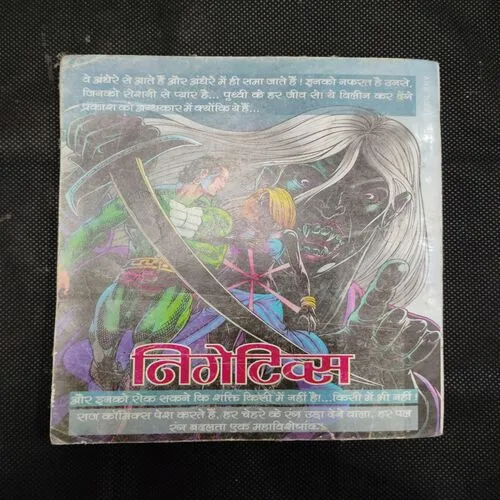 वे अंधेरे से आते हैं और अंधेरे में ही समा जाते हैं ! इनको नफरत है उनसे,
जिनको रोशनी से प्यार है... पृथ्वी के हर जीव से। ये विलीन कर देंगे
प्रकाश को अन्धकार में क्योंकि ये हैं...
निगेटिव्स
और इनको रोक सकने कि शक्ति किसी में नहीं है!...किसी में भी नहीं !
राज कॉमिक्स पेश करते हैं, हर चेहरे के रंग उड़ा देने वाला, हर पल
रंग बदलता एक महाविशेषांक: